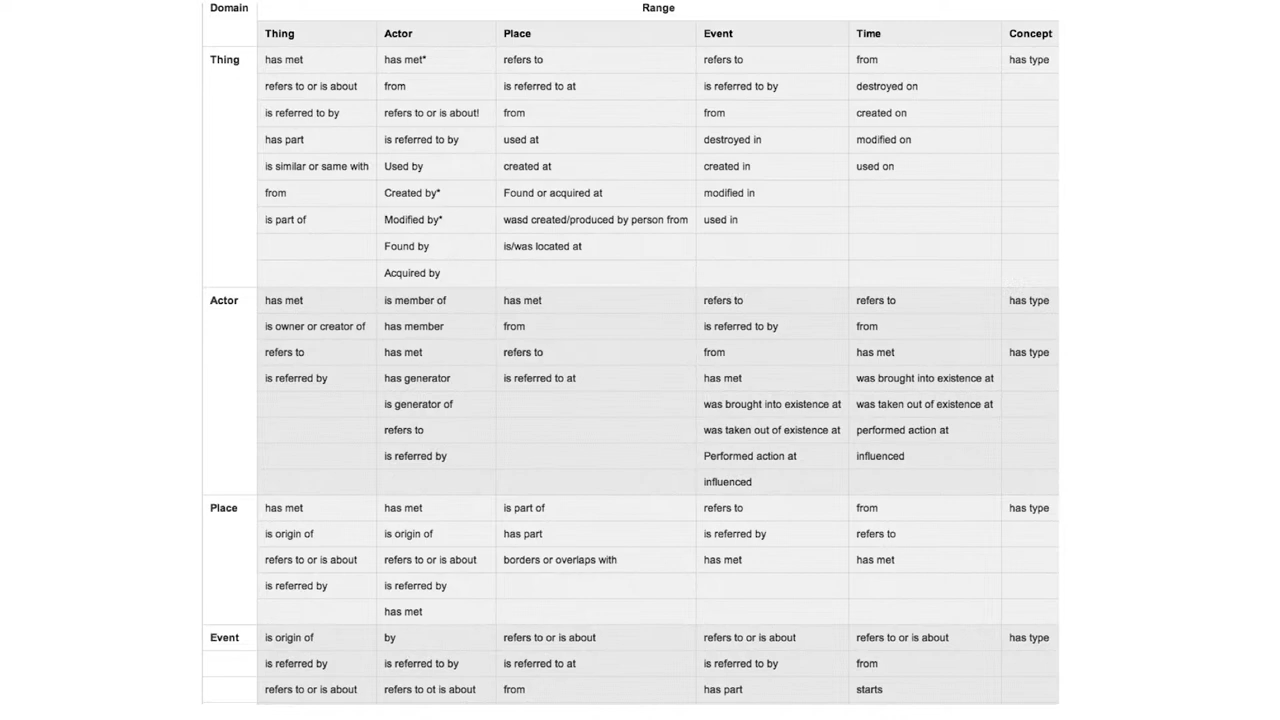 Domain Range
Thing Actor Place Event Time Concept
Thing has met has met* refers to refers to from has type
refers to or is about from is referred to at is referred to by destroyed on
is referred to by refers to or is about! from from created on
has part is referred to by used at destroyed in modified on
is similar or same with Used by created at created in used on
from Created by* Found or acquired at modified in
is part of Modified by* wasd created/produced by person from used in
Found by is/was located at
Acquired by
Actor has met is member of has met refers to refers to has type
is owner or creator of has member from is referred to by from
refers to has met refers to from has met has type
is referred by has generator is referred to at has met was brought into existence at
is generator of was brought into existence at was taken out of existence at
refers to was taken out of existence at performed action at
is referred by Performed action at influenced
influenced
Place has met has met is part of refers to from has type
is origin of is origin of has part is referred by refers to
refers to or is about refers to or is about borders or overlaps with has met has met
is referred by is referred by
has met
Event is origin of by refers to or is about refers to or is about refers to or is about has type
is referred by is referred to by is referred to at is referred to by from
refers to or is about refers to ot is about from has part starts